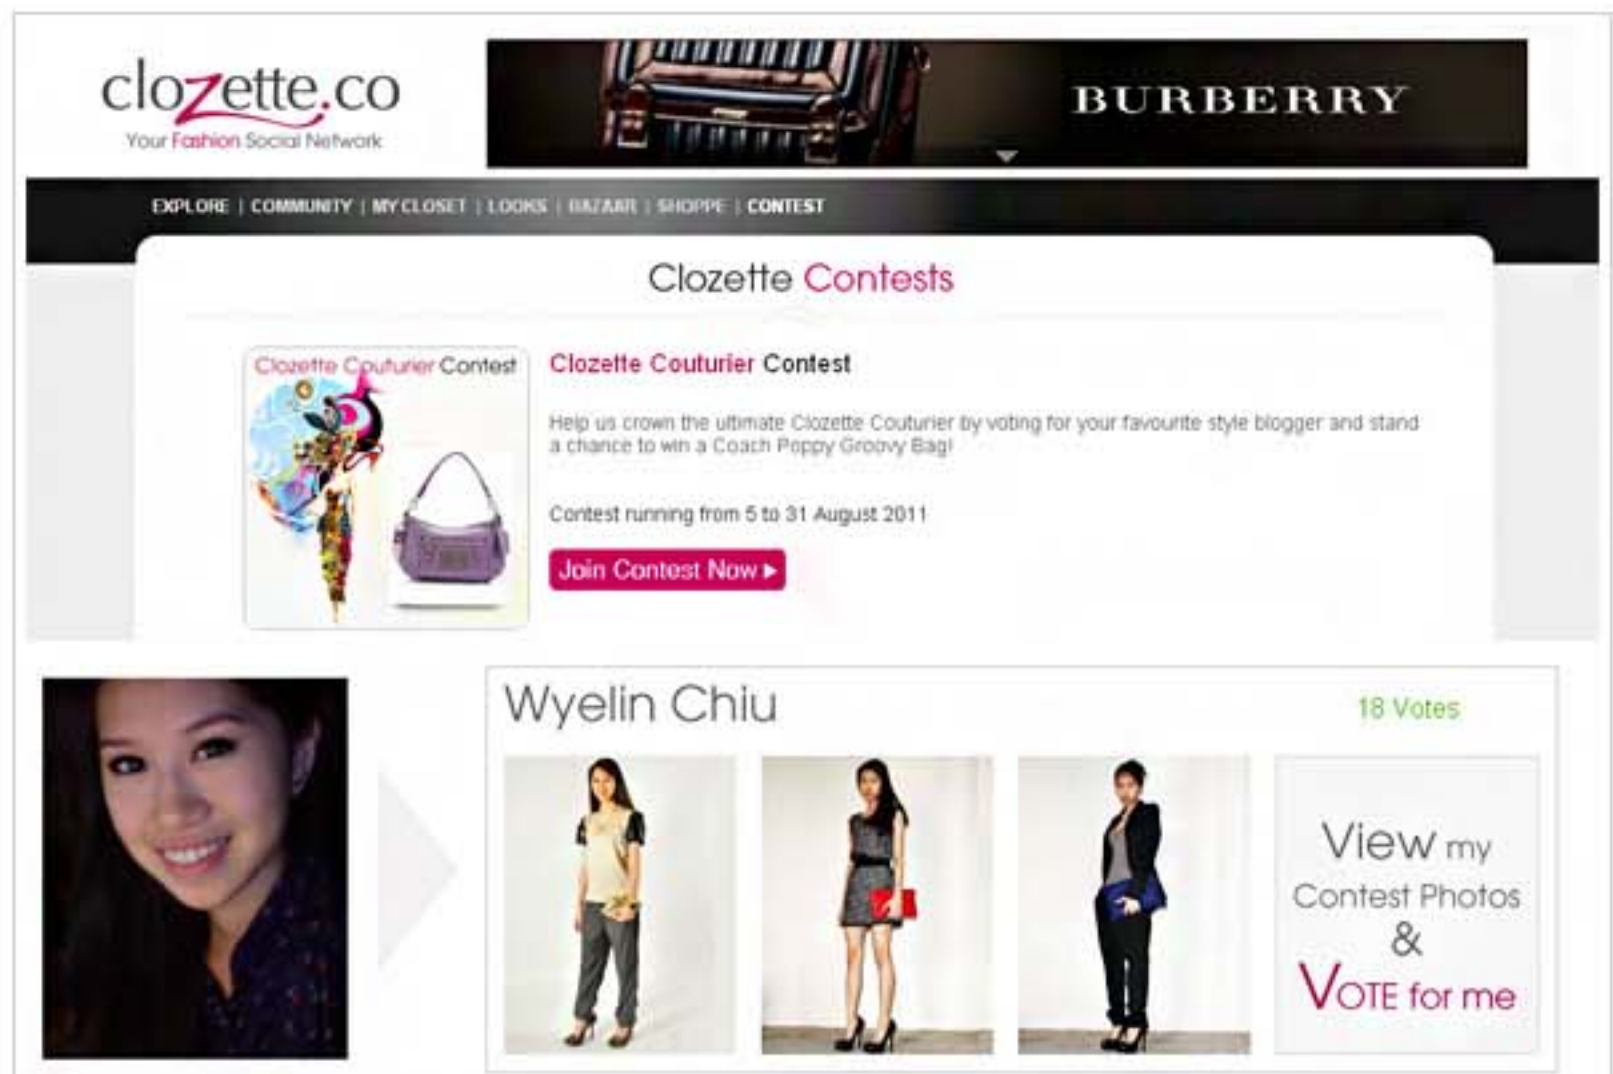 clozette.co
Your Fashion Social Network
BURBERRY
EXPLORE | COMMUNITY | MY CLOSET | LOOKS | BAZAAR | SHOPPE | CONTEST
Clozette Contests
Clozette Couturier Contest
Clozette Couturier Contest
Help us crown the ultimate Clozette Couturier by voting for your favourite style blogger and stand
a chance to win a Coach Poppy Groovy Bag!
Contest running from 5 to 31 August 2011
Join Contest Now
Wyelin Chiu
18 Votes
View my
Contest Photos
&
VOTE for me